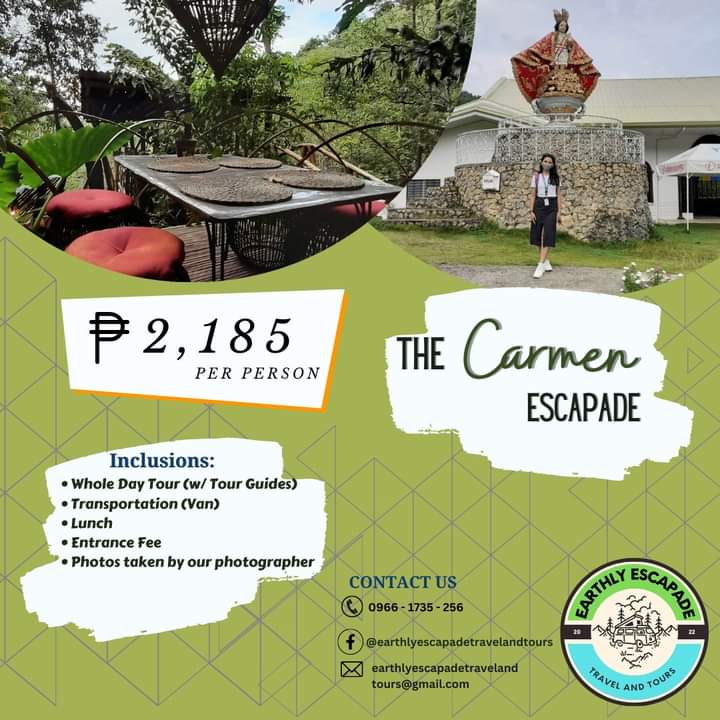 ₱ 2,185
PER PERSON
THE Carmen
ESCAPADE
Inclusions:
• Whole Day Tour (w/ Tour Guides)
• Transportation (Van)
• Lunch
• Entrance Fee
• Photos taken by our photographer
CONTACT US
0966 - 1735 - 256
@earthlyescapadetravelandtours
earthlyescapadetraveland
tours@gmail.com
EARTHLY ESCAPADE
20 22
TRAVEL AND TOURS